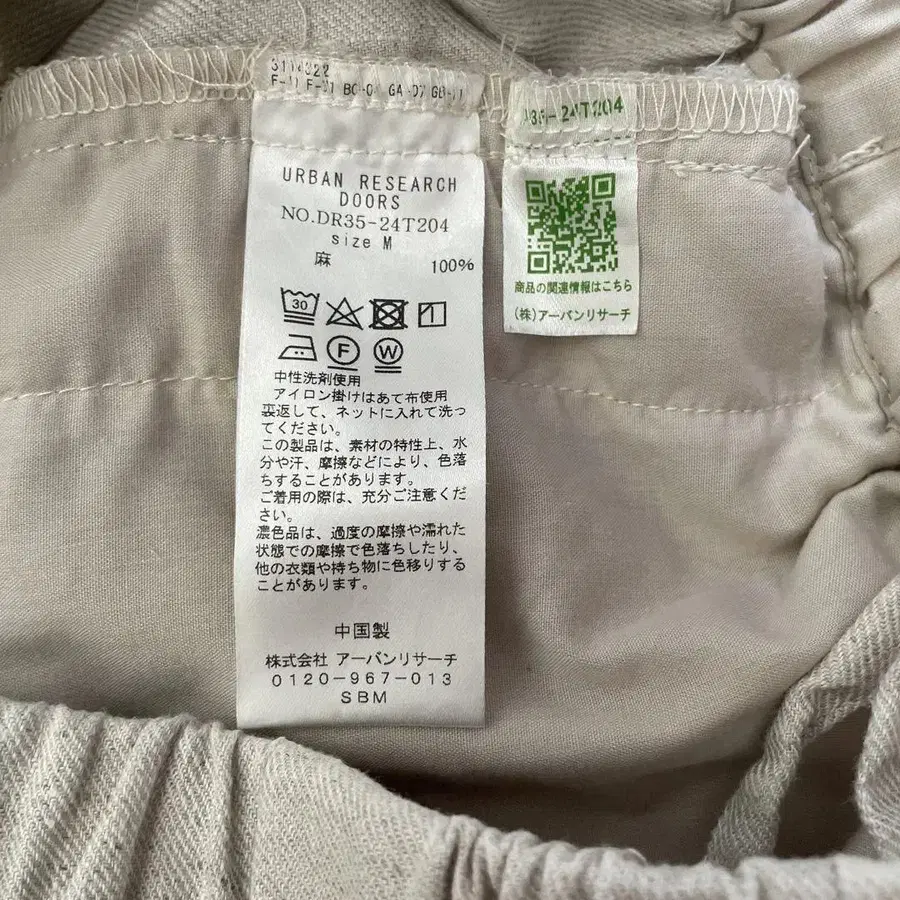 URBAN RESEARCH
DOORS
NO.DR35-24T204
size M
麻 100%
30
F W
中性洗剤使用
アイロン掛けはあて布使用
裏返して、ネットに入れて洗っ
てください。
この製品は、素材の特性上、水
分や汗、摩擦などにより、色落
ちすることがあります。
ご着用の際は、充分ご注意くだ
さい。
濃色品は、過度の摩擦や濡れた
状態での摩擦で色落ちしたり、
他の衣類や持ち物に色移りする
ことがあります。
中国製
株式会社 アーバンリサーチ
0120-967-013
SBM
24T204
商品の関連情報はこちら
(株)アーバンリサーチ